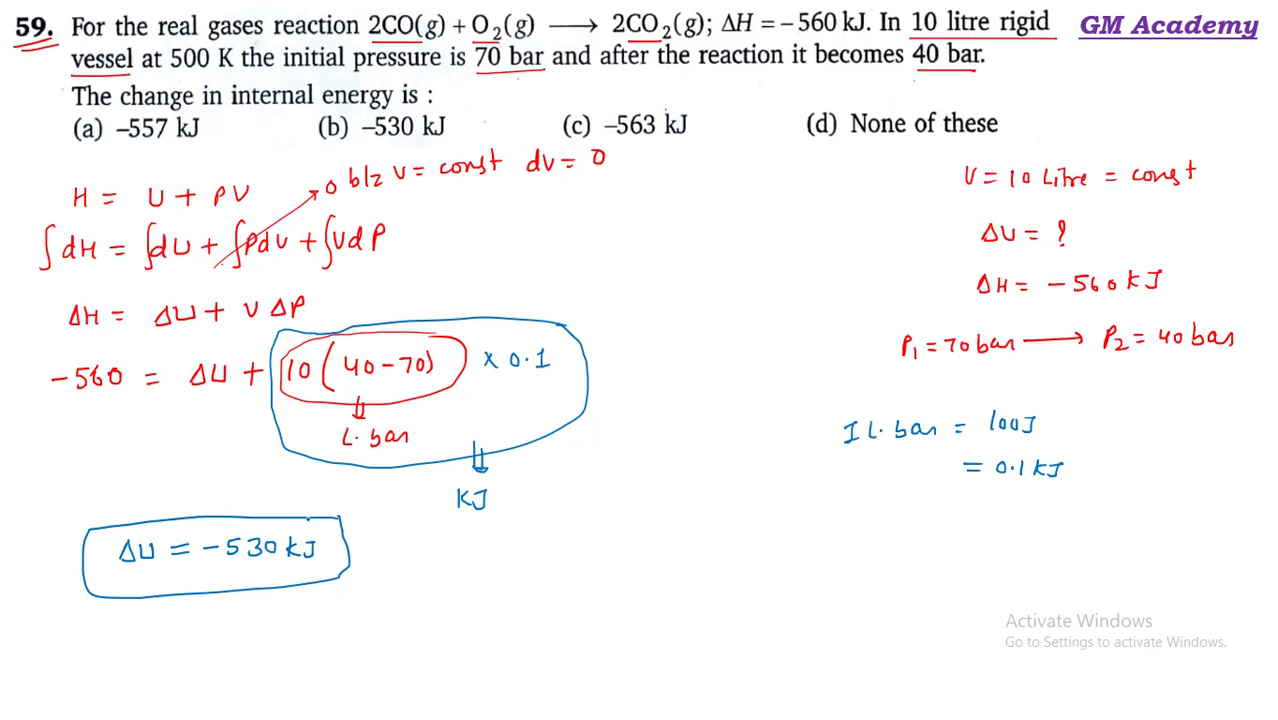 59. For the real gases reaction 2CO(g) + O₂(g) ⟶ 2CO₂(g); ΔH = −560 kJ. In 10 litre rigid
GM Academy
vessel at 500 K the initial pressure is 70 bar and after the reaction it becomes 40 bar.
The change in internal energy is :
(a) −557 kJ (b) −530 kJ (c) −563 kJ (d) None of these
0 b/z V = const dV = 0
H = U + PV
∫dH = ∫dU + ∫PdV + ∫VdP
ΔH = ΔU + V ΔP
-560 = ΔU + 10 (40-70) × 0.1
L. bar
KJ
ΔU = -530 kJ
V = 10 Litre = const
ΔU = ?
ΔH = -560 kJ
P₁ = 70 bar ⟶ P₂ = 40 bar
1 L. bar = 100J
= 0.1 KJ
Activate Windows
Go to Settings to activate Windows.